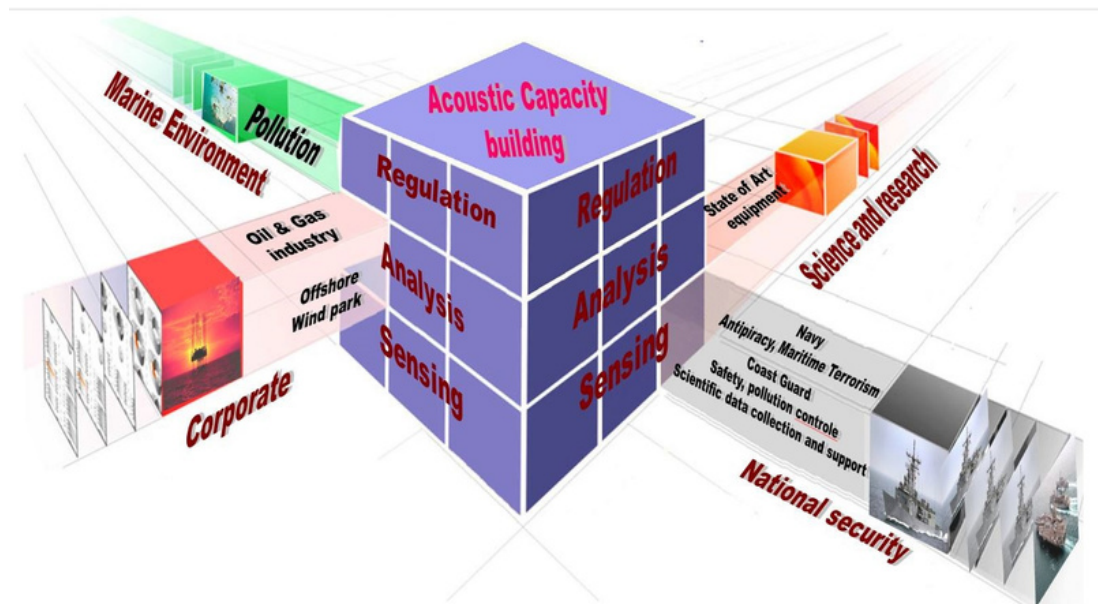 Acoustic Capacity
building
Regulation
Analysis
Sensing
Regulation
Analysis
Sensing
Marine Environment
Pollution
Oil & Gas
industry
Offshore
Wind park
Corporate
State of Art
equipment
Science and research
Navy
Antipiracy, Maritime Terrorism
Coast Guard
Safety, pollution controle
Scientific data collection and support
National security